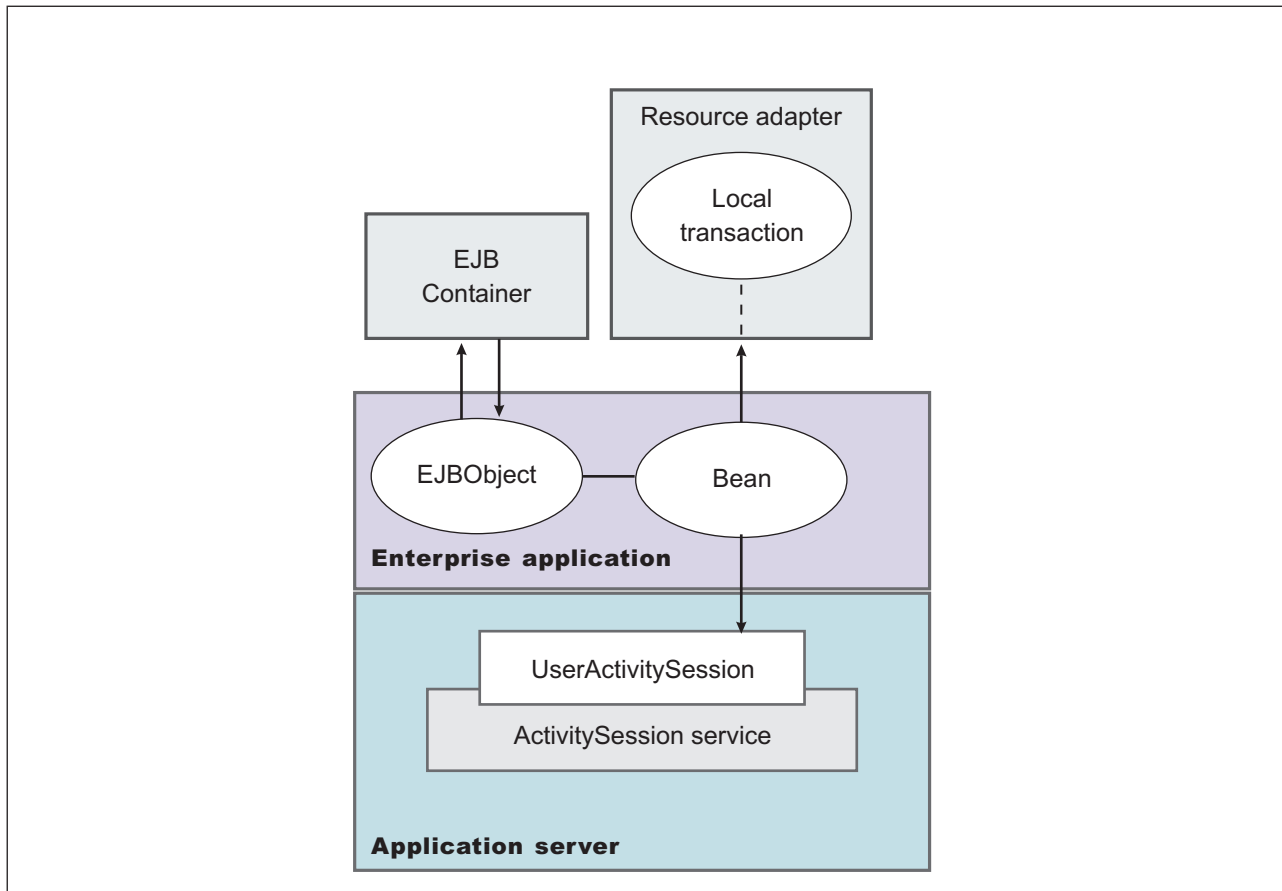 Resource adapter
Local
transaction
EJB
Container
EJBObject
Bean
Enterprise application
UserActivitySession
ActivitySession service
Application server